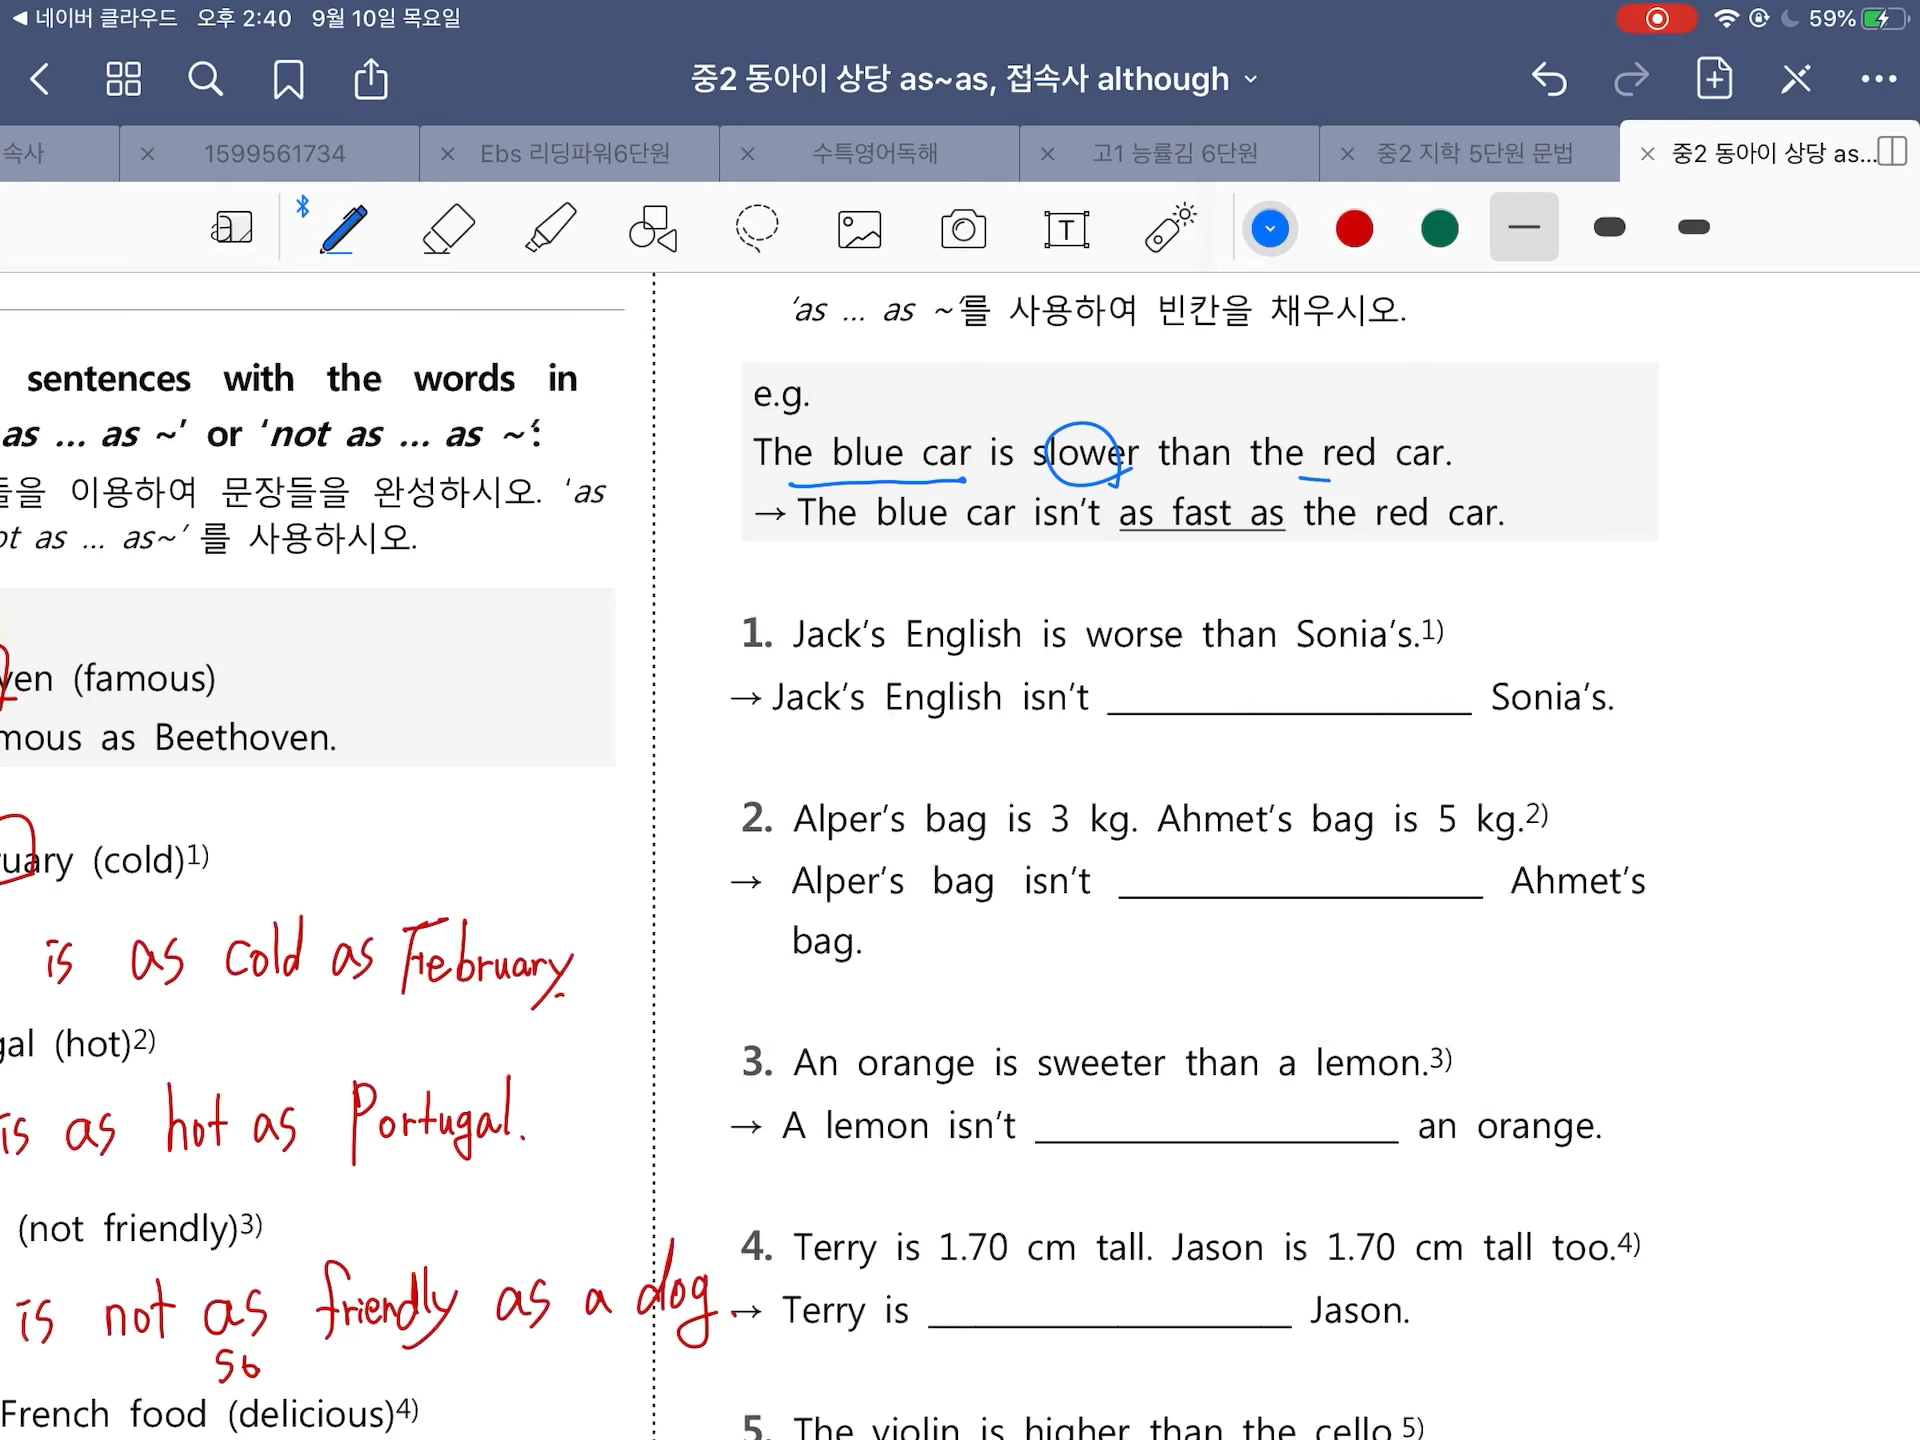 ◀ 네이버 클라우드 오후 2:40 9월 10일 목요일 59%
중2 동아이 상당 as~as, 접속사 although
속사 × 1599561734 × Ebs 리딩파워6단원 × 수특영어독해 × 고1 능률김 6단원 × 중2 지학 5단원 문법 × 중2 동아이 상당 as...
sentences with the words in
as ... as ~' or 'not as ... as ~':
들을 이용하여 문장들을 완성하시오. 'as
ot as ... as~' 를 사용하시오.
ven (famous)
mous as Beethoven.
uary (cold)1)
is as cold as February.
gal (hot)2)
is as hot as Portugal.
(not friendly)3)
is not as friendly as a dog.
so
French food (delicious)4)
'as ... as ~'를 사용하여 빈칸을 채우시오.
e.g.
The blue car is slower than the red car.
→ The blue car isn't as fast as the red car.
1. Jack's English is worse than Sonia's.1)
→ Jack's English isn't ____________ Sonia's.
2. Alper's bag is 3 kg. Ahmet's bag is 5 kg.2)
→ Alper's bag isn't ____________ Ahmet's
bag.
3. An orange is sweeter than a lemon.3)
→ A lemon isn't ____________ an orange.
4. Terry is 1.70 cm tall. Jason is 1.70 cm tall too.4)
→ Terry is ____________ Jason.
5. The violin is higher than the cello.5)